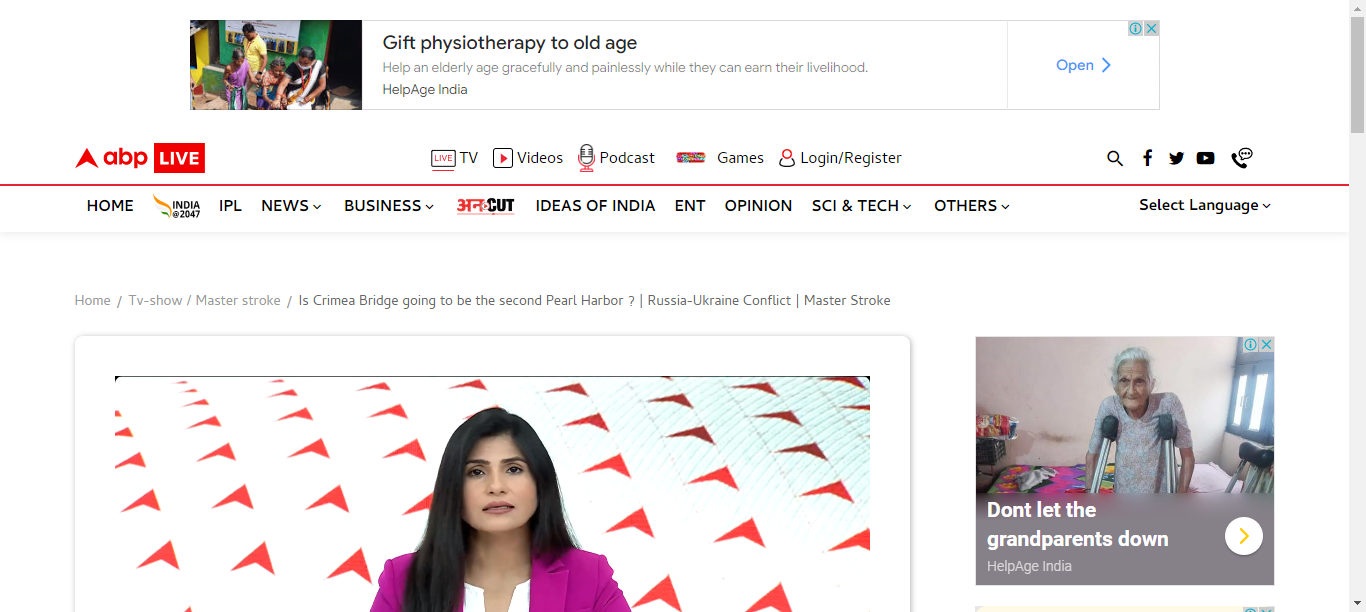 Gift physiotherapy to old age
Help an elderly age gracefully and painlessly while they can earn their livelihood.
HelpAge India
Open
abp LIVE
LIVE TV Videos Podcast Games Login/Register
HOME INDIA @2047 IPL NEWS BUSINESS अनCUT IDEAS OF INDIA ENT OPINION SCI & TECH OTHERS Select Language
Home / Tv-show / Master stroke / Is Crimea Bridge going to be the second Pearl Harbor ? | Russia-Ukraine Conflict | Master Stroke
Dont let the
grandparents down
HelpAge India